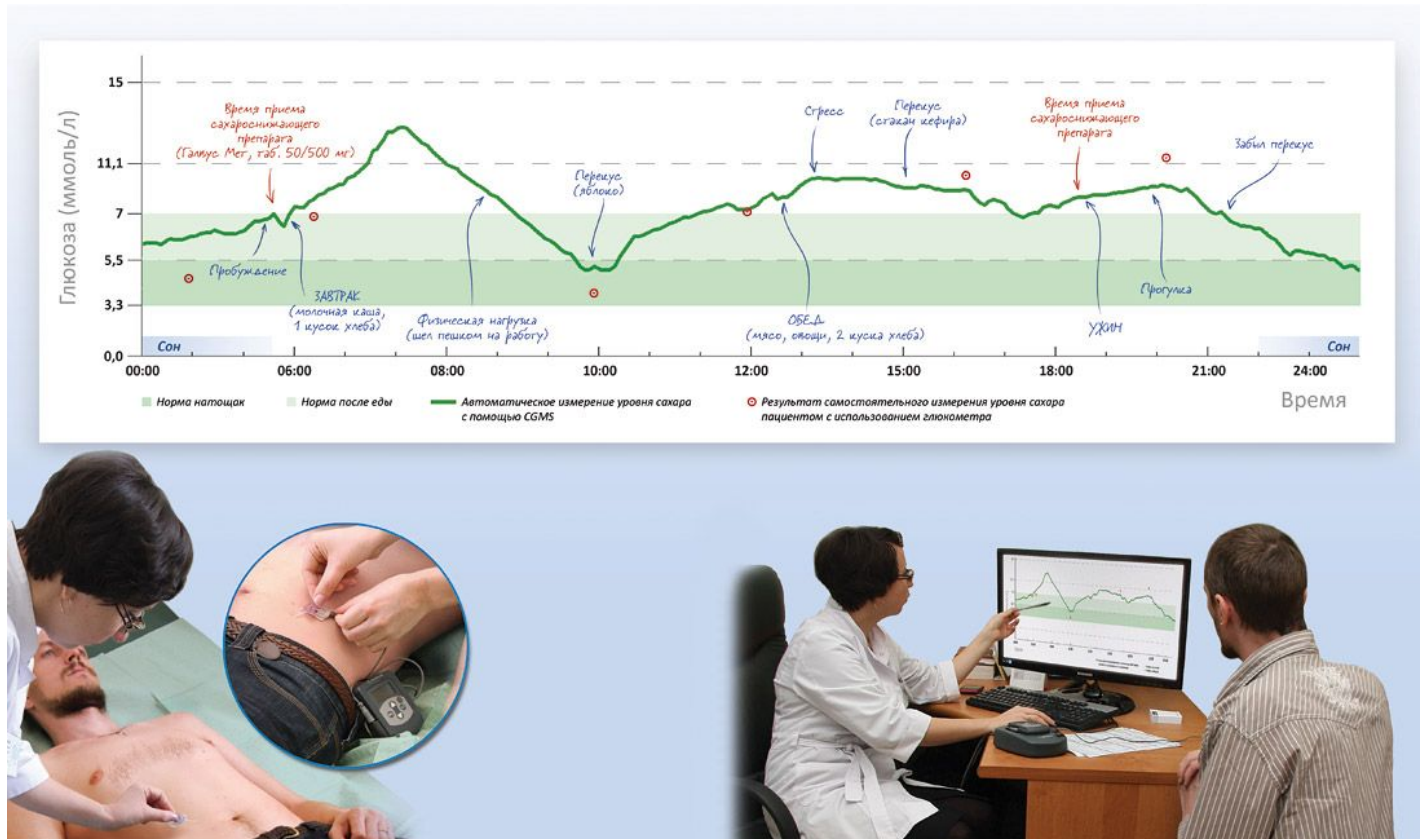 Глюкоза (ммоль/л)
15
11,1
7
5,5
3,3
0,0
Время приема
сахароснижающего
препарата
(Галвус Мет, таб. 50/500 мг)
Пробуждение
ЗАВТРАК
(молочная каша,
1 кусок хлеба)
Физическая нагрузка
(шел пешком на работу)
Перекус
(яблоко)
Стресс
ОБЕД
(мясо, овощи, 2 куска хлеба)
Перекус
(стакан кефира)
Время приема
сахароснижающего
препарата
УЖИН
Прогулка
Забыл перекус
Сон
Сон
00:00 06:00 08:00 10:00 12:00 15:00 18:00 21:00 24:00
Время
Норма натощак
Норма после еды
Автоматическое измерение уровня сахара
с помощью CGMS
Результат самостоятельного измерения уровня сахара
пациентом с использованием глюкометра